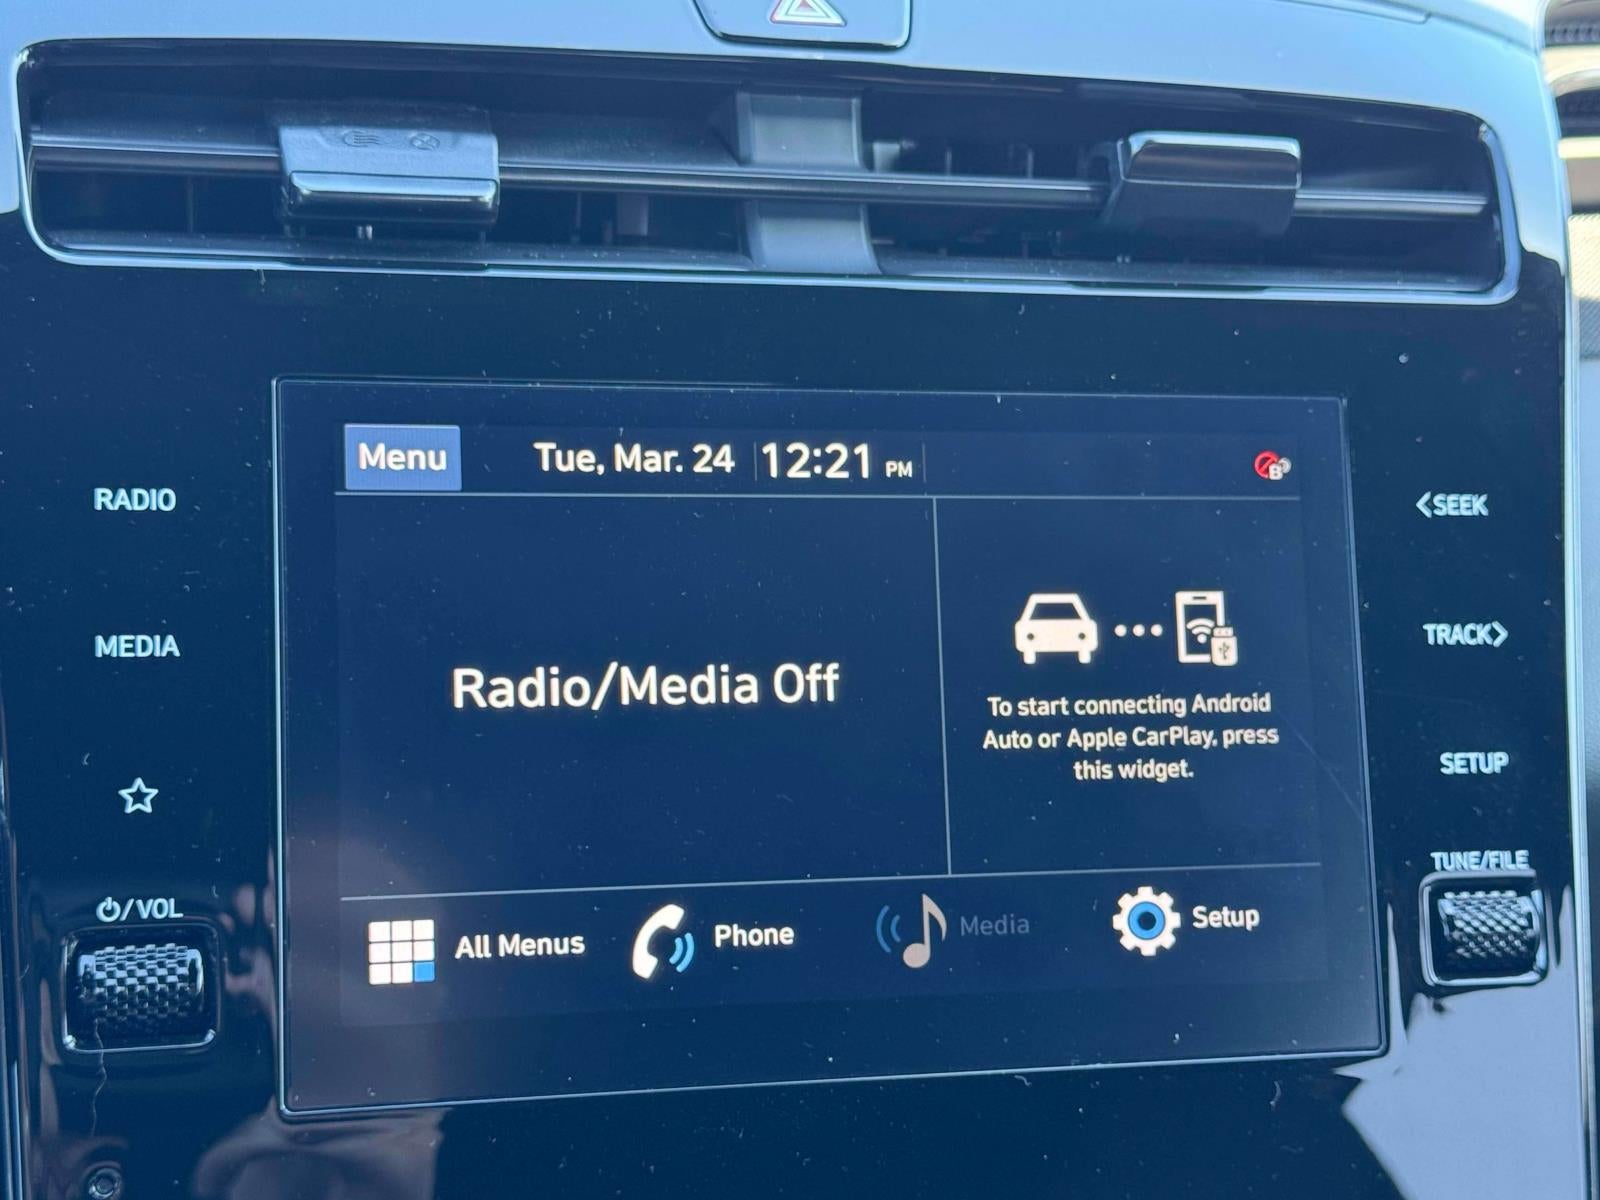 Menu
Tue, Mar. 24
12:21 PM
RADIO
MEDIA
/VOL
Radio/Media Off
To start connecting Android
Auto or Apple CarPlay, press
this widget.
All Menus
Phone
Media
Setup
<SEEK
TRACK>
SETUP
TUNE/FILE